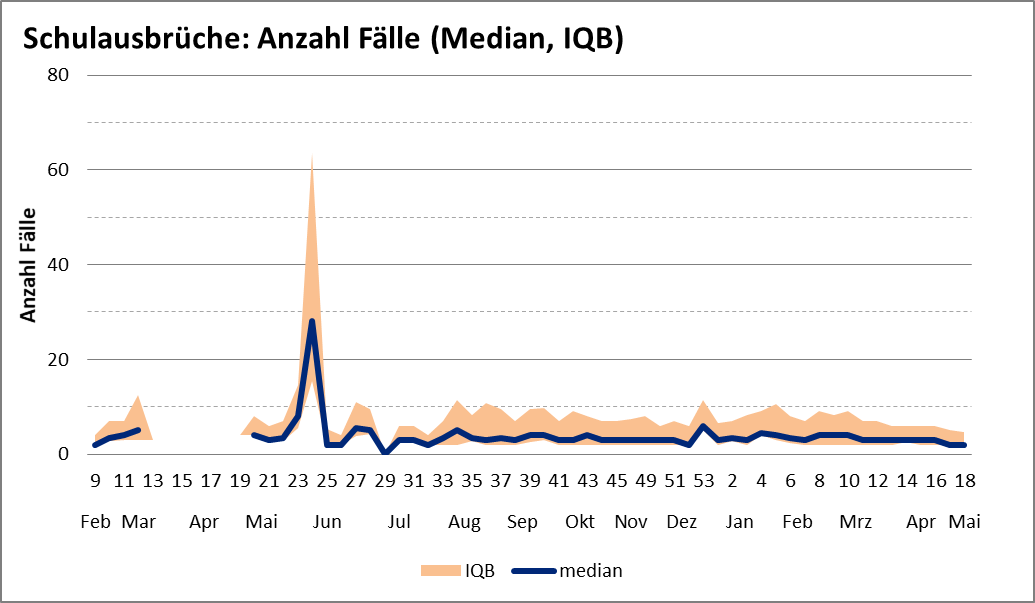 Schulausbrüche: Anzahl Fälle (Median, IQB)
80
60
40
20
0
Anzahl Fälle
9 11 13 15 17 19 21 23 25 27 29 31 33 35 37 39 41 43 45 47 49 51 53 2 4 6 8 10 12 14 16 18
Feb Mar Apr Mai Jun Jul Aug Sep Okt Nov Dez Jan Feb Mrz Apr Mai
IQB median